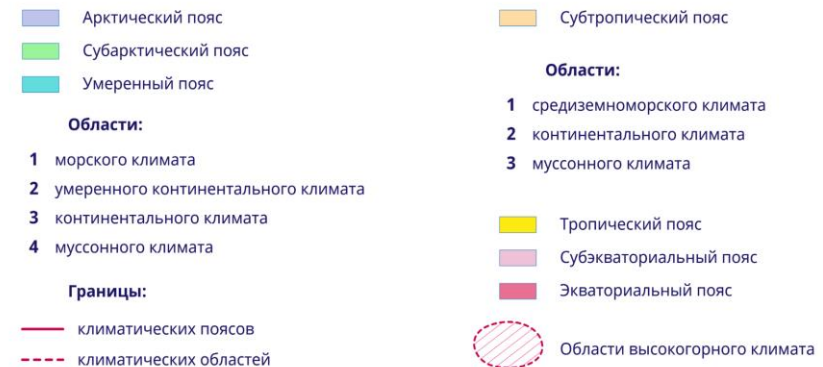 Арктический пояс
Субарктический пояс
Умеренный пояс
Области:
1 морского климата
2 умеренного континентального климата
3 континентального климата
4 муссонного климата
Границы:
климатических поясов
климатических областей
Субтропический пояс
Области:
1 средиземноморского климата
2 континентального климата
3 муссонного климата
Тропический пояс
Субэкваториальный пояс
Экваториальный пояс
Области высокогорного климата